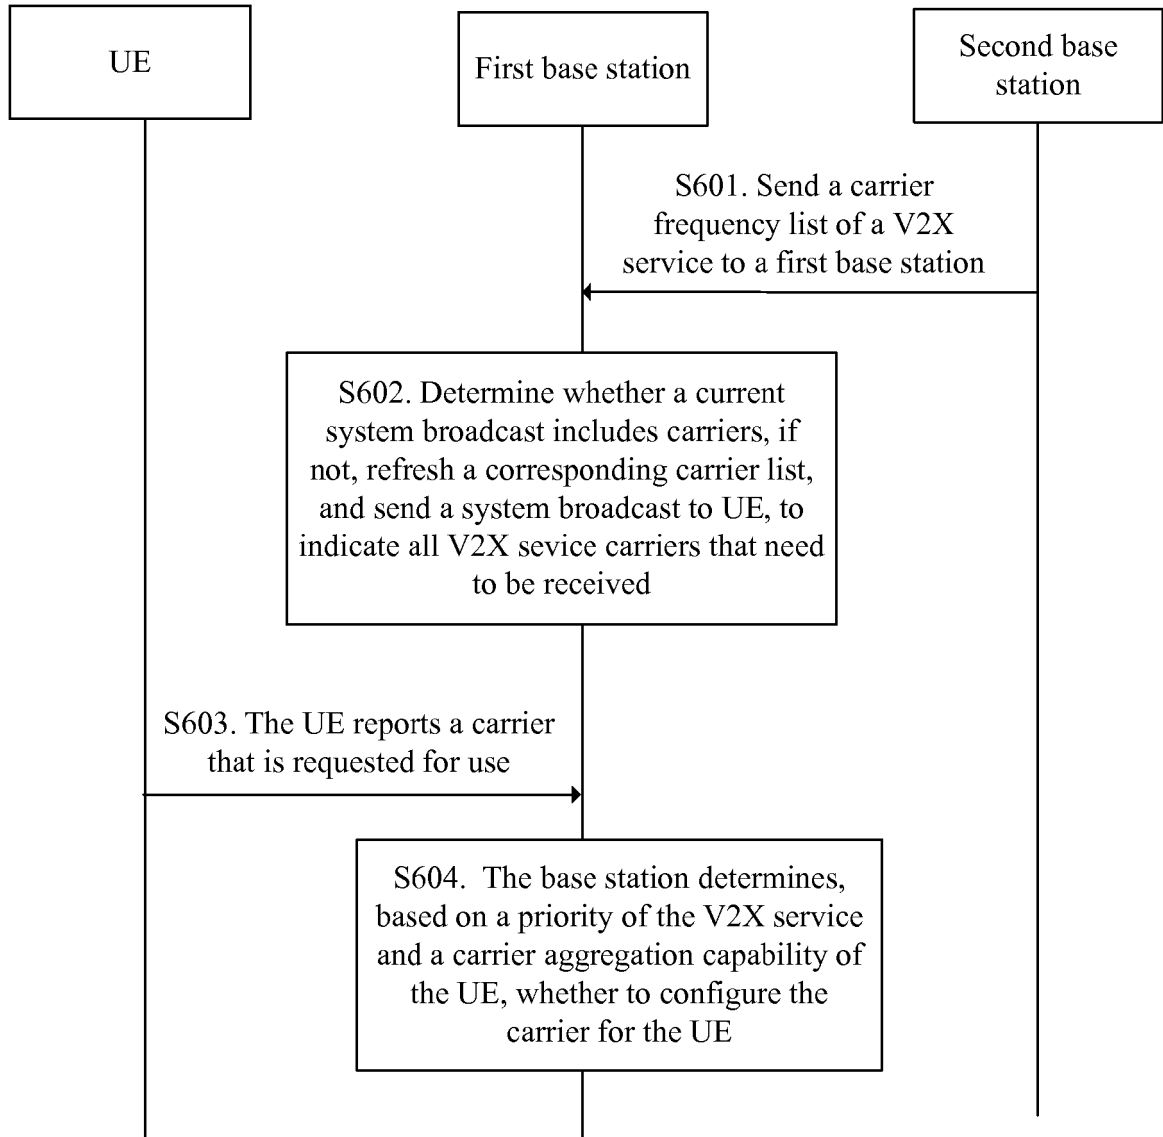 UE
First base station
Second base
station
S601. Send a carrier
frequency list of a V2X
service to a first base station
S602. Determine whether a current
system broadcast includes carriers, if
not, refresh a corresponding carrier list,
and send a system broadcast to UE, to
indicate all V2X sevice carriers that need
to be received
S603. The UE reports a carrier
that is requested for use
S604. The base station determines,
based on a priority of the V2X service
and a carrier aggregation capability of
the UE, whether to configure the
carrier for the UE